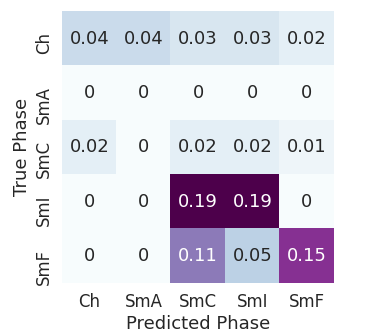 Ch 0.04 0.04 0.03 0.03 0.02
SmA 0 0 0 0 0
SmC 0.02 0 0.02 0.02 0.01
SmI 0 0 0.19 0.19 0
SmF 0 0 0.11 0.05 0.15
True Phase
Ch SmA SmC SmI SmF
Predicted Phase